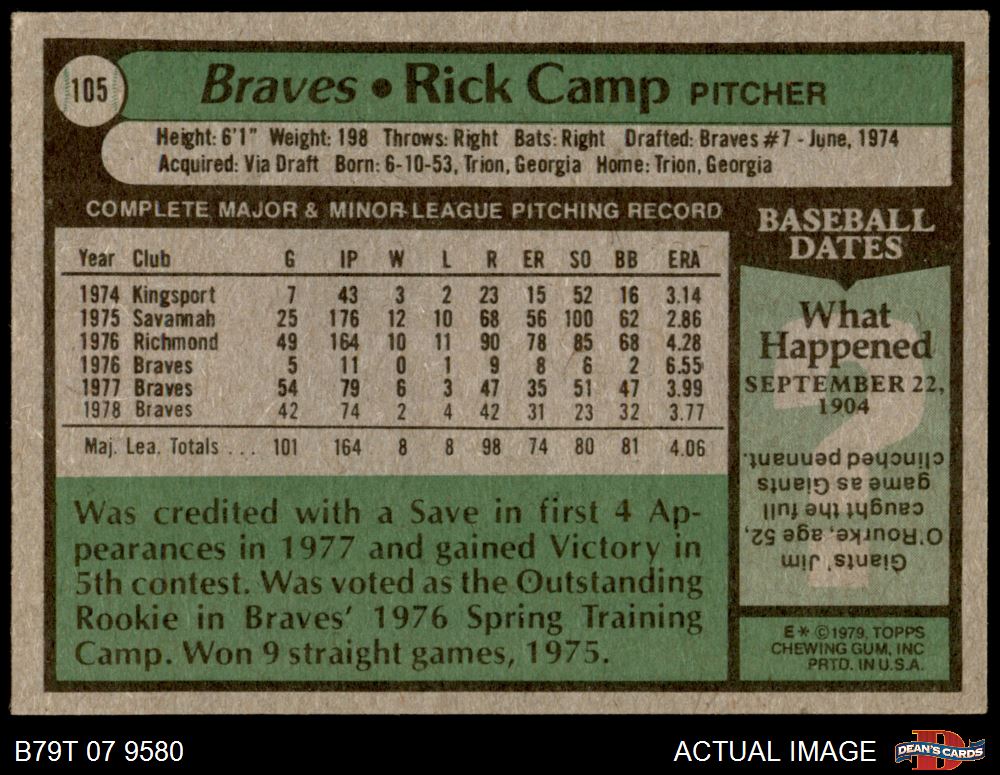 105
Braves • Rick Camp PITCHER
Height: 6'1" Weight: 198 Throws: Right Bats: Right Drafted: Braves #7 - June, 1974
Acquired: Via Draft Born: 6-10-53, Trion, Georgia Home: Trion, Georgia
COMPLETE MAJOR & MINOR LEAGUE PITCHING RECORD
Year Club G IP W L R ER SO BB ERA
1974 Kingsport 7 43 3 2 23 15 52 16 3.14
1975 Savannah 25 176 12 10 68 56 100 62 2.86
1976 Richmond 49 164 10 11 90 78 85 68 4.28
1976 Braves 5 11 0 1 9 8 6 2 6.55
1977 Braves 54 79 6 3 47 35 51 47 3.99
1978 Braves 42 74 2 4 42 31 23 32 3.77
Maj. Lea. Totals . . . 101 164 8 8 98 74 80 81 4.06
Was credited with a Save in first 4 Ap-
pearances in 1977 and gained Victory in
5th contest. Was voted as the Outstanding
Rookie in Braves' 1976 Spring Training
Camp. Won 9 straight games, 1975.
BASEBALL
DATES
What
Happened
SEPTEMBER 22,
1904
?
Giants' Jim
O'Rourke, age 52,
caught the full
game as Giants
clinched pennant.
E* ©1979. TOPPS
CHEWING GUM, INC
PRTD. IN U.S.A.
B79T 07 9580
ACTUAL IMAGE
D
DEAN'S CARDS